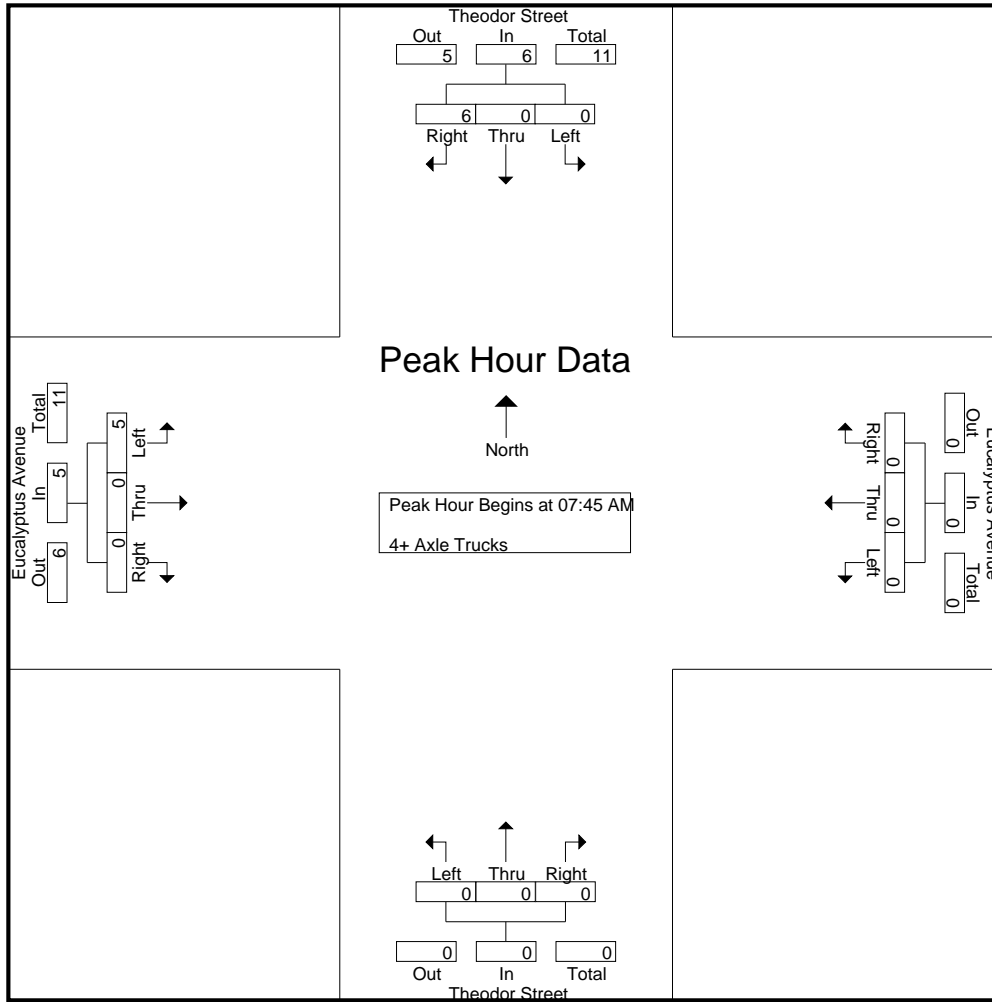 Theodor Street
Out In Total
5 6 11
6 0 0
Right Thru Left
Peak Hour Data
North
Peak Hour Begins at 07:45 AM
4+ Axle Trucks
Eucalyptus Avenue
Out In Total
6 5 11
5 0 0
Left Thru Right
Right Thru Left
0 0 0
Out In Total
0 0 0
Eucalyptus Avenue
Left Thru Right
0 0 0
0 0 0
Out In Total
Theodor Street